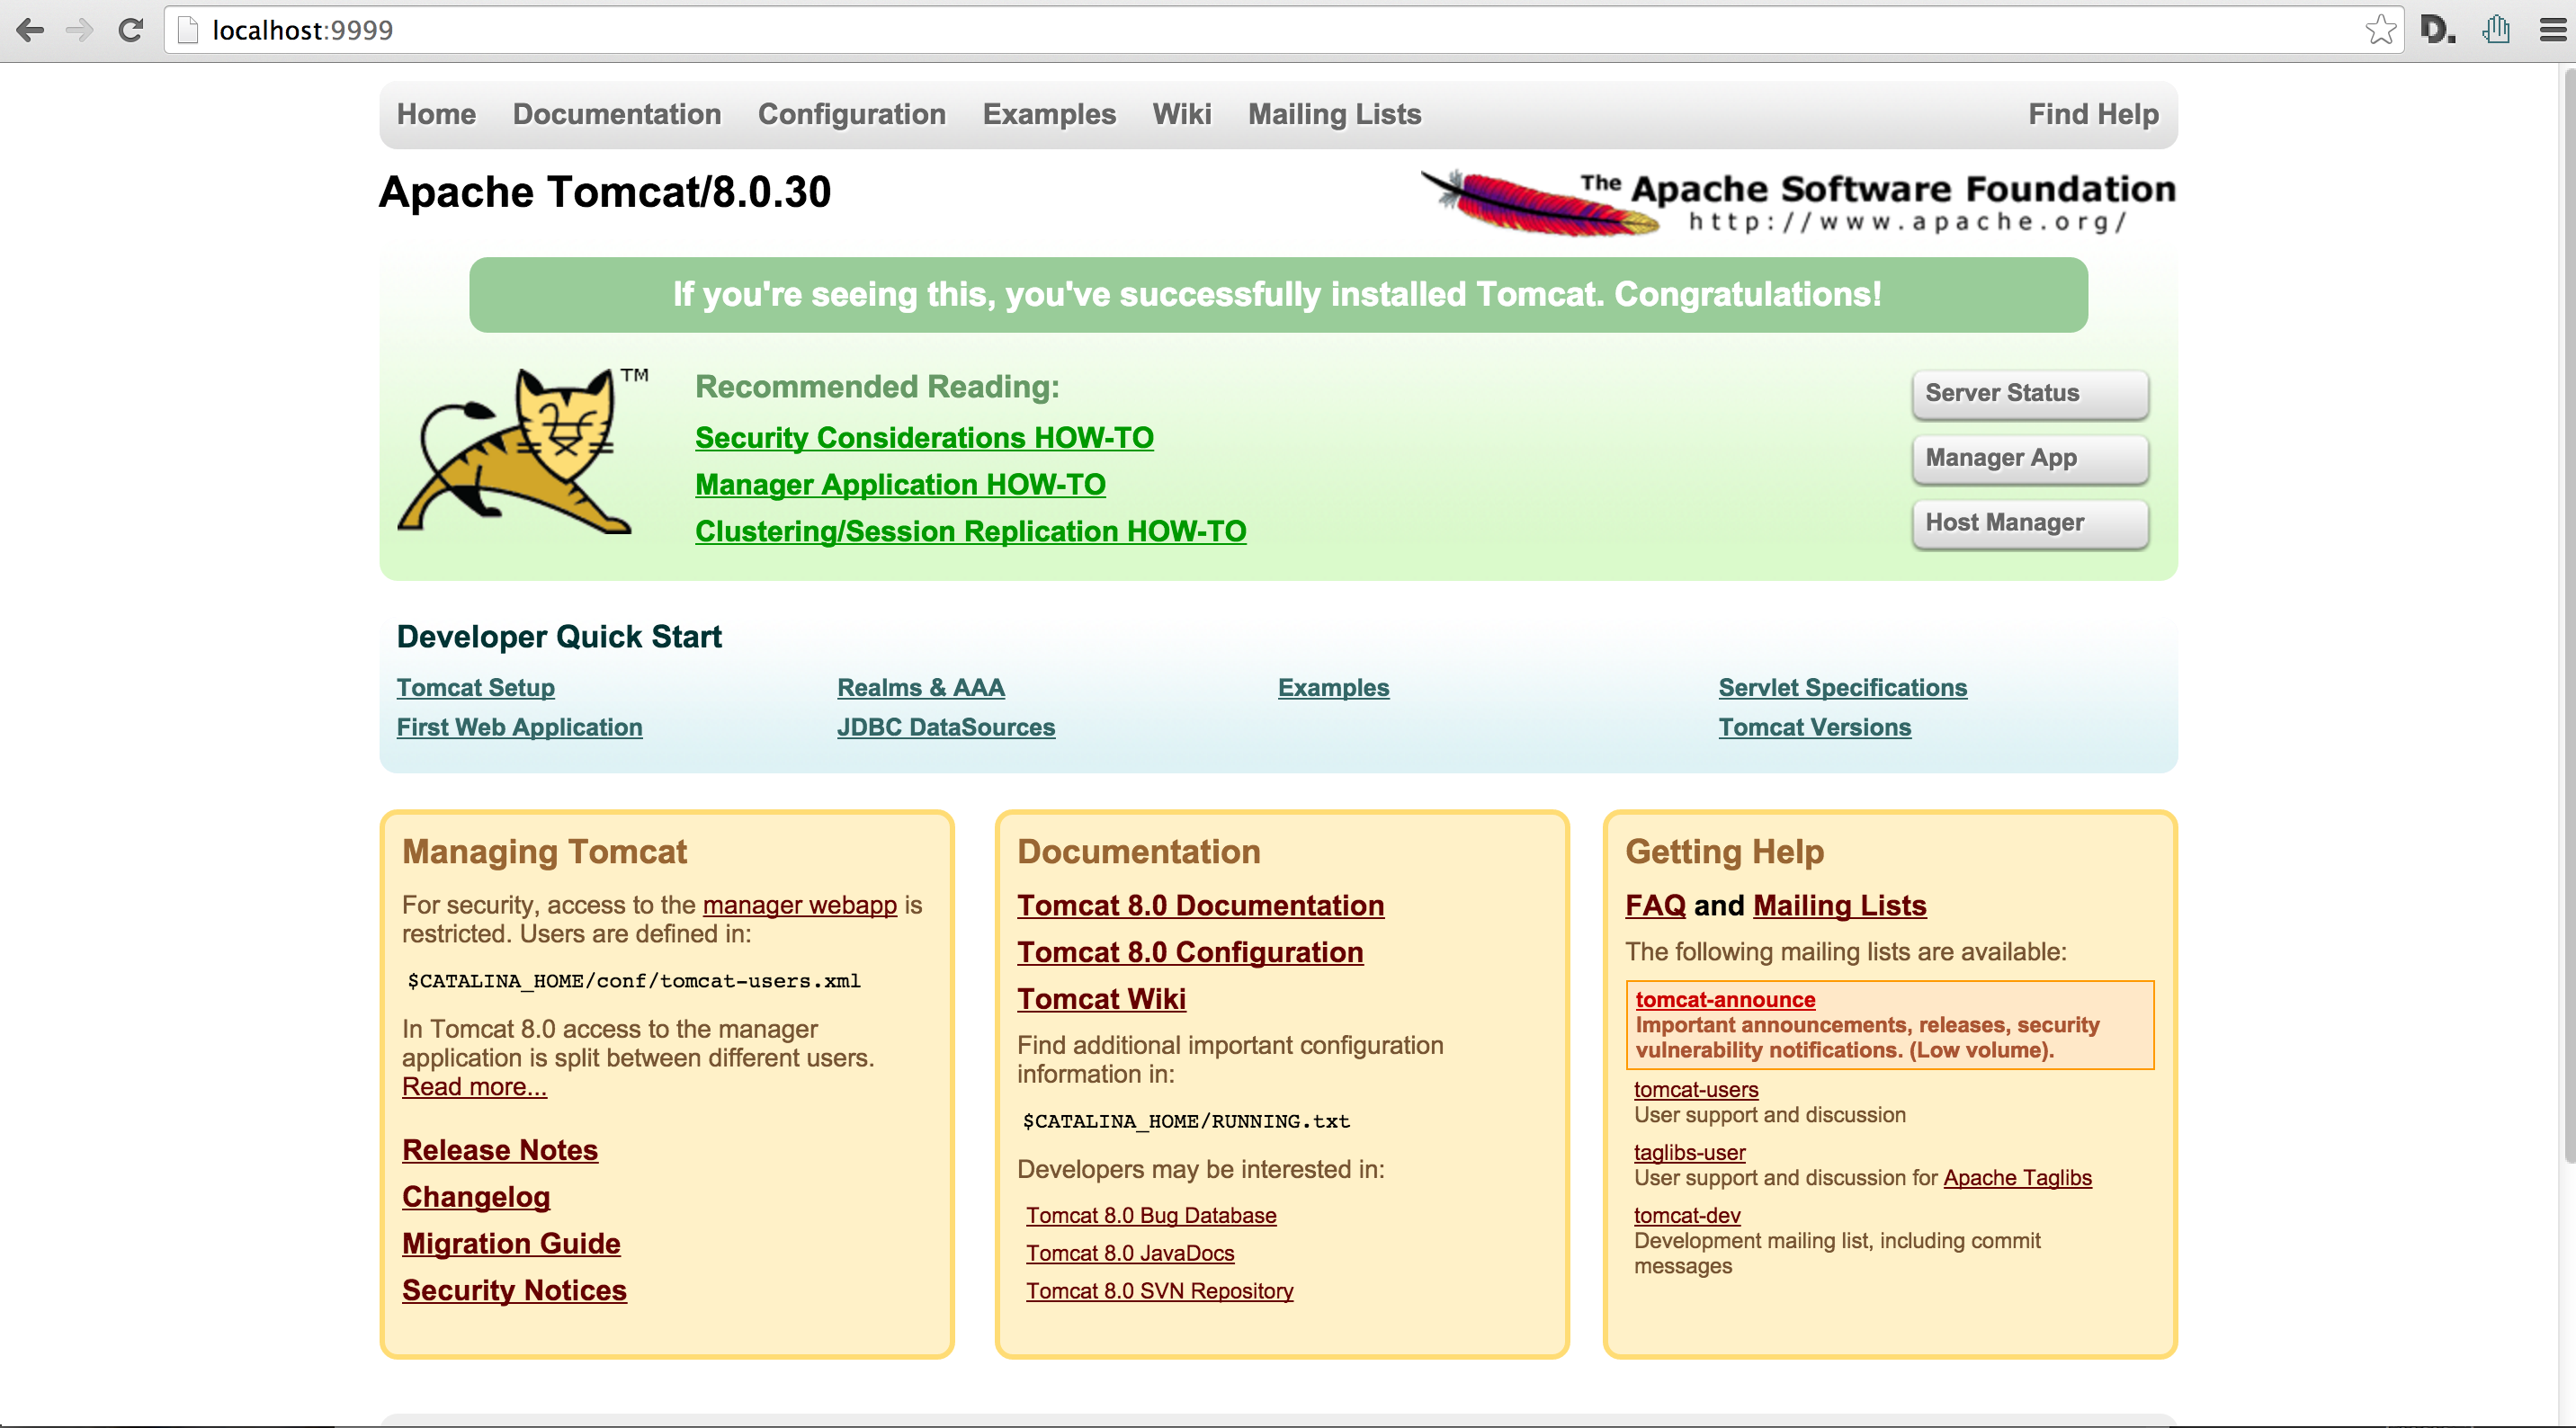 localhost:9999
Home Documentation Configuration Examples Wiki Mailing Lists Find Help
Apache Tomcat/8.0.30
The Apache Software Foundation
http://www.apache.org/
If you're seeing this, you've successfully installed Tomcat. Congratulations!
TM
Recommended Reading:
Security Considerations HOW-TO
Manager Application HOW-TO
Clustering/Session Replication HOW-TO
Server Status
Manager App
Host Manager
Developer Quick Start
Tomcat Setup
First Web Application
Realms & AAA
JDBC DataSources
Examples
Servlet Specifications
Tomcat Versions
Managing Tomcat
For security, access to the manager webapp is
restricted. Users are defined in:
$CATALINA_HOME/conf/tomcat-users.xml
In Tomcat 8.0 access to the manager
application is split between different users.
Read more...
Release Notes
Changelog
Migration Guide
Security Notices
Documentation
Tomcat 8.0 Documentation
Tomcat 8.0 Configuration
Tomcat Wiki
Find additional important configuration
information in:
$CATALINA_HOME/RUNNING.txt
Developers may be interested in:
Tomcat 8.0 Bug Database
Tomcat 8.0 JavaDocs
Tomcat 8.0 SVN Repository
Getting Help
FAQ and Mailing Lists
The following mailing lists are available:
tomcat-announce
Important announcements, releases, security
vulnerability notifications. (Low volume).
tomcat-users
User support and discussion
taglibs-user
User support and discussion for Apache Taglibs
tomcat-dev
Development mailing list, including commit
messages